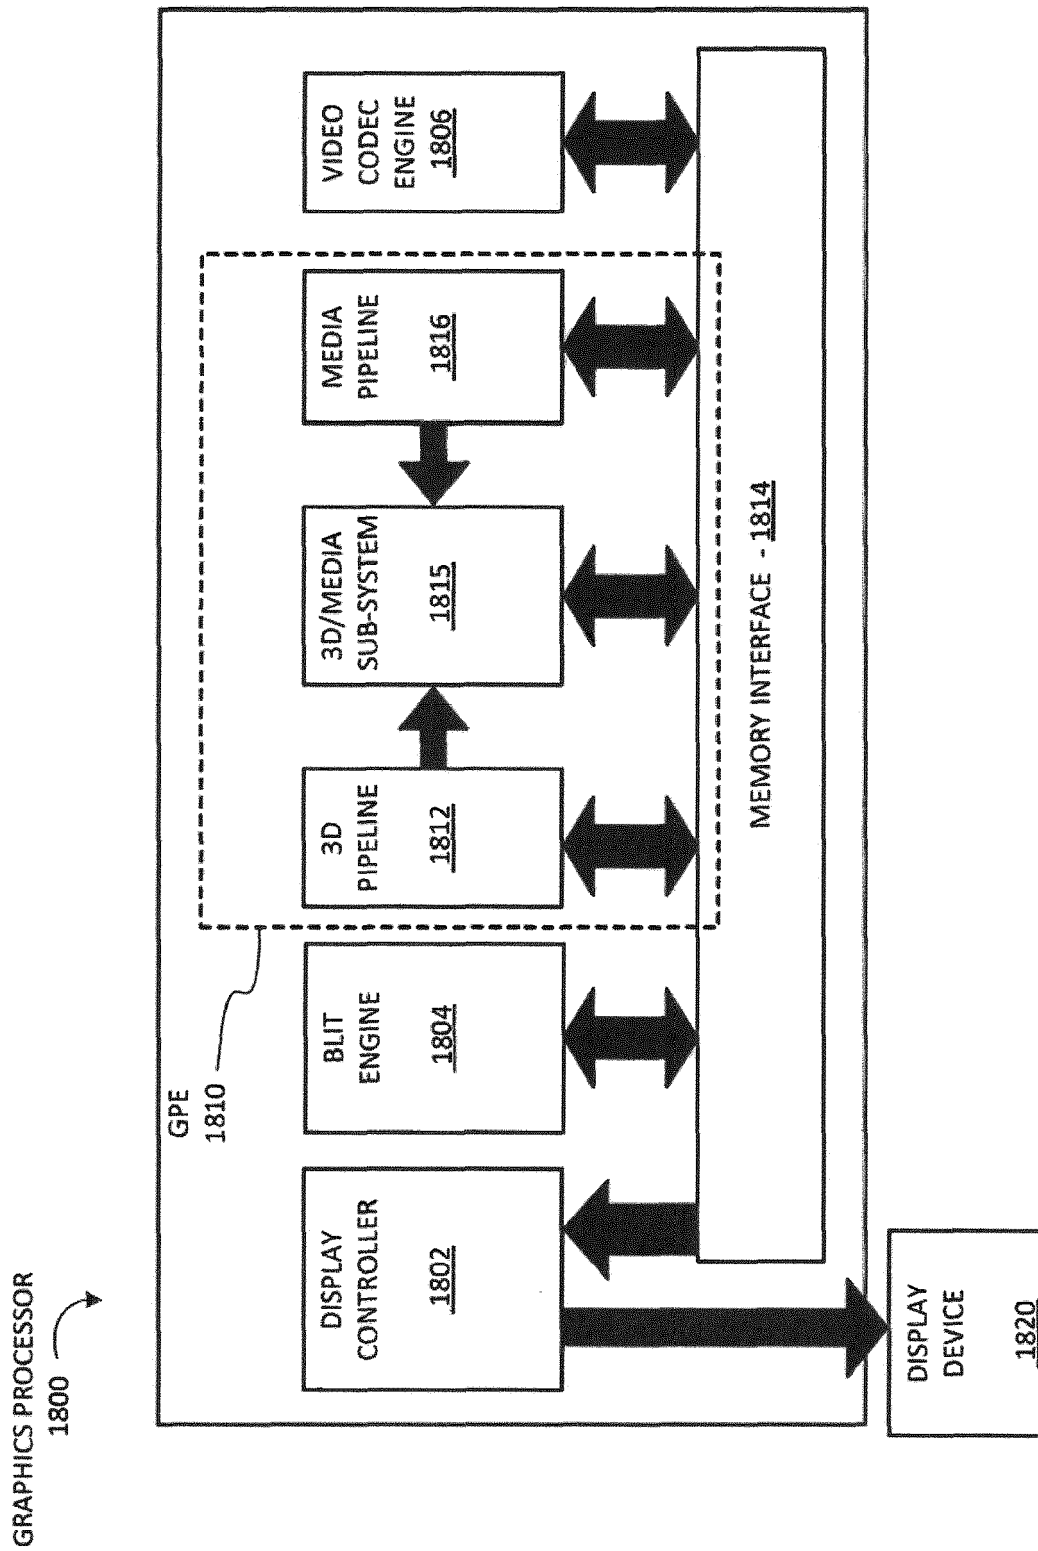 GRAPHICS PROCESSOR
1800
GPE
1810
DISPLAY
CONTROLLER
1802
BLIT
ENGINE
1804
3D
PIPELINE
1812
3D/MEDIA
SUB-SYSTEM
1815
MEDIA
PIPELINE
1816
VIDEO
CODEC
ENGINE
1806
MEMORY INTERFACE - 1814
DISPLAY
DEVICE
1820